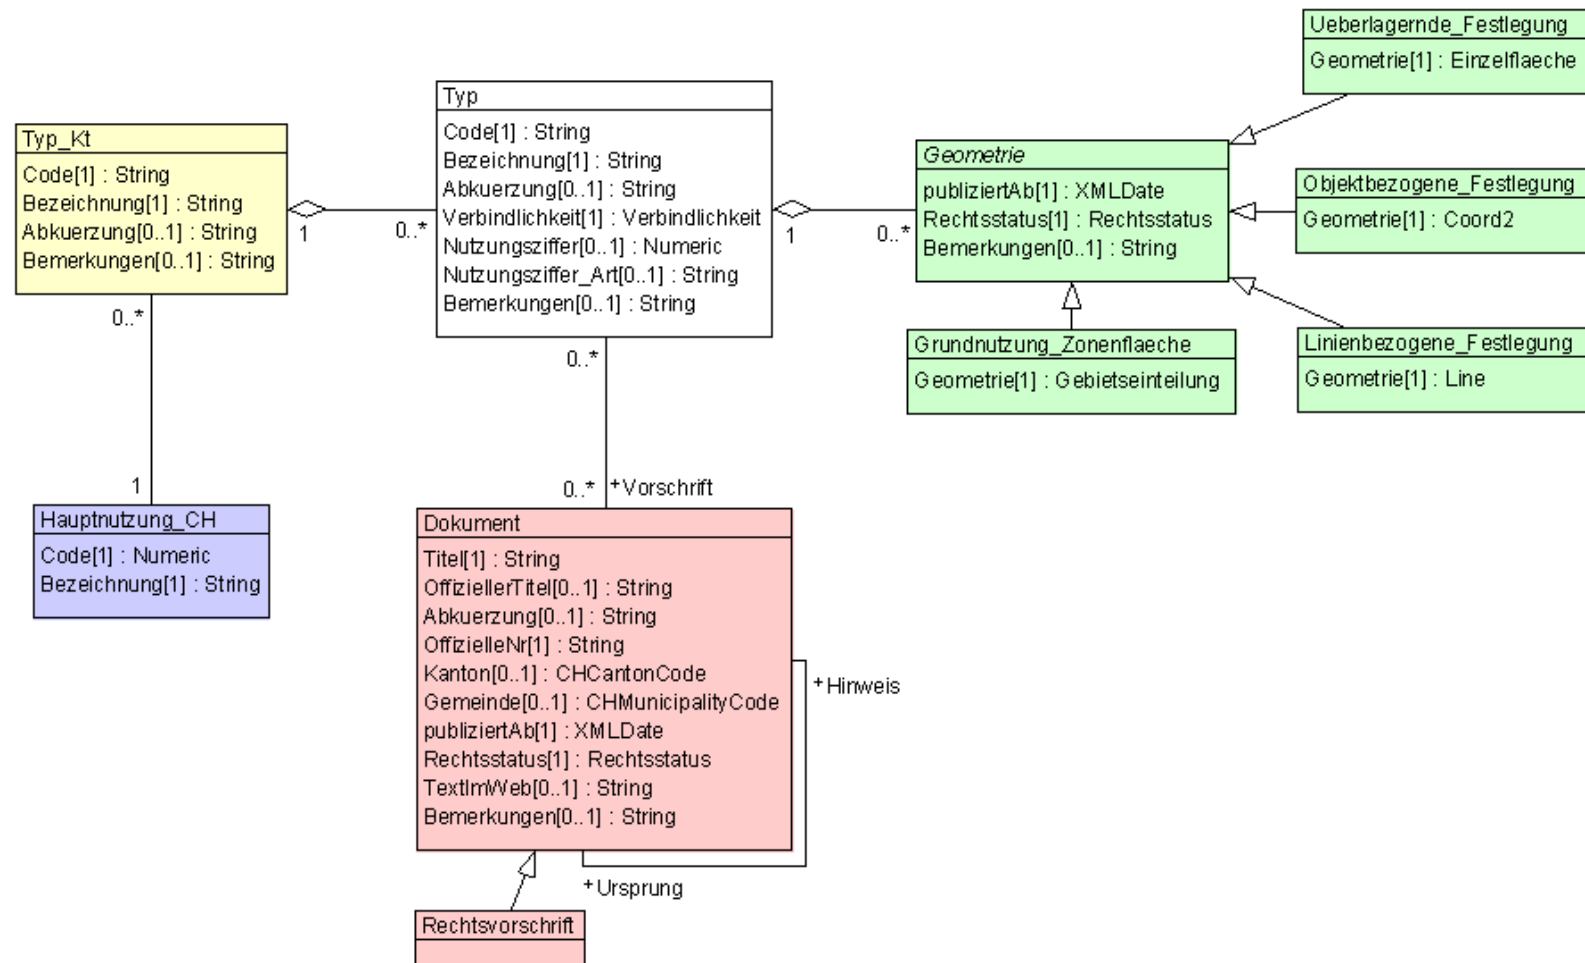 Ueberlagernde_Festlegung
Geometrie[1] : Einzelflaeche
Typ
Code[1] : String
Bezeichnung[1] : String
Abkuerzung[0..1] : String
Verbindlichkeit[1] : Verbindlichkeit
Nutzungsziffer[0..1] : Numeric
Nutzungsziffer_Art[0..1] : String
Bemerkungen[0..1] : String
Typ_Kt
Code[1] : String
Bezeichnung[1] : String
Abkuerzung[0..1] : String
Bemerkungen[0..1] : String
1
0..*
1
0..*
Geometrie
publiziertAb[1] : XMLDate
Rechtsstatus[1] : Rechtsstatus
Bemerkungen[0..1] : String
Objektbezogene_Festlegung
Geometrie[1] : Coord2
Linienbezogene_Festlegung
Geometrie[1] : Line
Grundnutzung_Zonenflaeche
Geometrie[1] : Gebietseinteilung
0..*
1
Hauptnutzung_CH
Code[1] : Numeric
Bezeichnung[1] : String
0..*
0..* +Vorschrift
Dokument
Titel[1] : String
OffiziellerTitel[0..1] : String
Abkuerzung[0..1] : String
OffizielleNr[1] : String
Kanton[0..1] : CHCantonCode
Gemeinde[0..1] : CHMunicipalityCode
publiziertAb[1] : XMLDate
Rechtsstatus[1] : Rechtsstatus
TextImWeb[0..1] : String
Bemerkungen[0..1] : String
+Hinweis
+Ursprung
Rechtsvorschrift